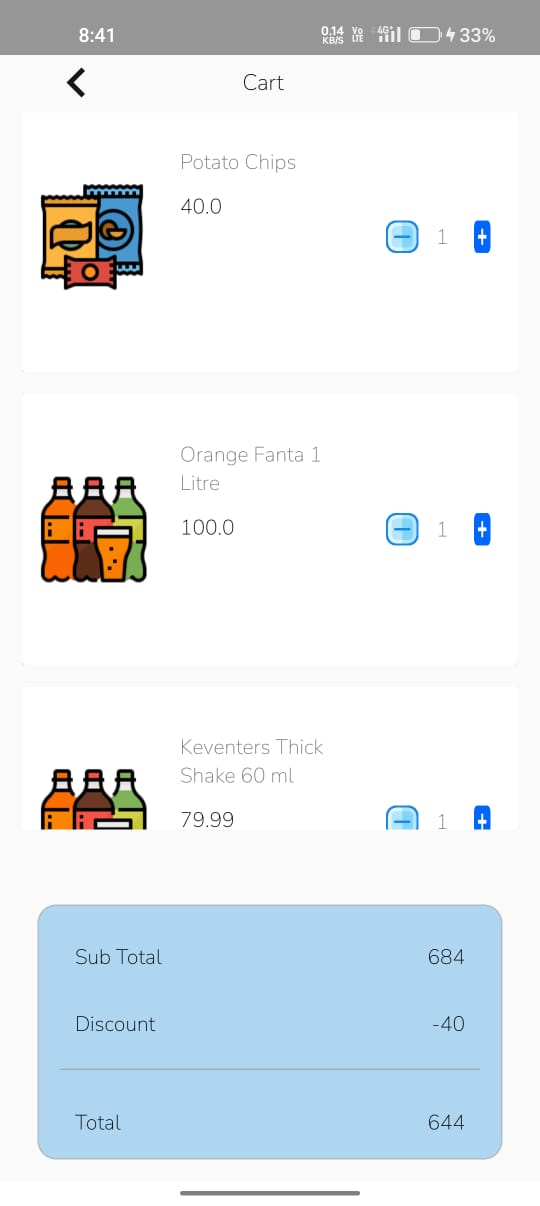 8:41
0.14 KB/S Vo LTE 4G+ 33%
Cart
Potato Chips
40.0
1
Orange Fanta 1
Litre
100.0
1
Keventers Thick
Shake 60 ml
79.99
1
Sub Total 684
Discount -40
Total 644